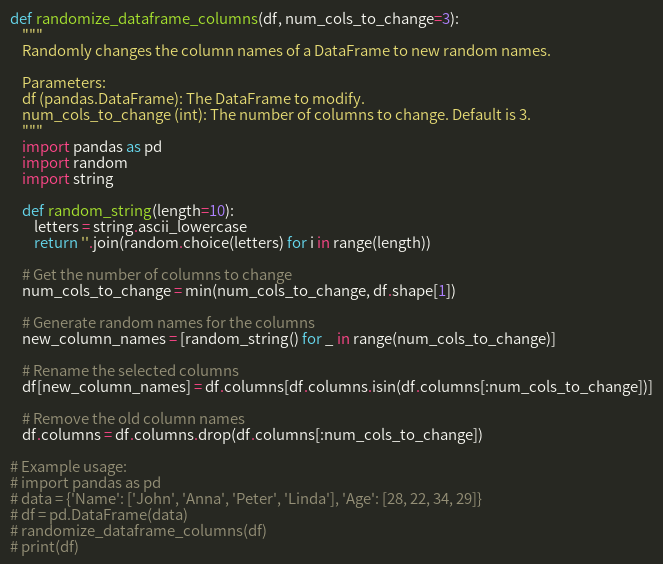 def randomize_dataframe_columns(df, num_cols_to_change=3):
    """
    Randomly changes the column names of a DataFrame to new random names.

    Parameters:
    df (pandas.DataFrame): The DataFrame to modify.
    num_cols_to_change (int): The number of columns to change. Default is 3.
    """
    import pandas as pd
    import random
    import string

    def random_string(length=10):
        letters = string.ascii_lowercase
        return ''.join(random.choice(letters) for i in range(length))

    # Get the number of columns to change
    num_cols_to_change = min(num_cols_to_change, df.shape[1])

    # Generate random names for the columns
    new_column_names = [random_string() for _ in range(num_cols_to_change)]

    # Rename the selected columns
    df[new_column_names] = df.columns[df.columns.isin(df.columns[:num_cols_to_change])]

    # Remove the old column names
    df.columns = df.columns.drop(df.columns[:num_cols_to_change])

# Example usage:
# import pandas as pd
# data = {'Name': ['John', 'Anna', 'Peter', 'Linda'], 'Age': [28, 22, 34, 29]}
# df = pd.DataFrame(data)
# randomize_dataframe_columns(df)
# print(df)